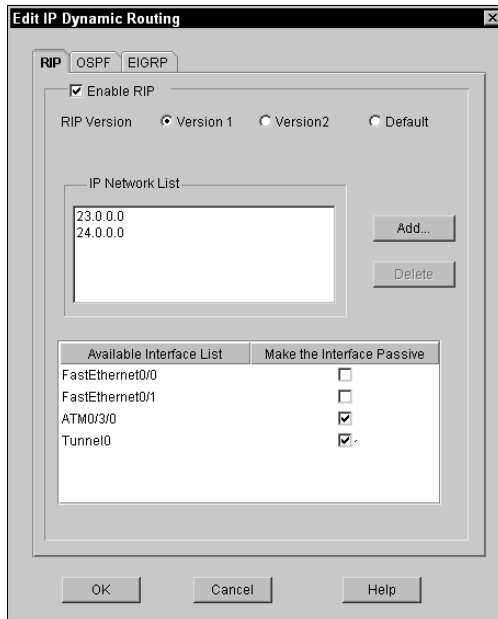 Edit IP Dynamic Routing
RIP OSPF EIGRP
Enable RIP
RIP Version Version 1 Version2 Default
IP Network List
23.0.0.0
24.0.0.0
Add...
Delete
Available Interface List Make the Interface Passive
FastEthernet0/0
FastEthernet0/1
ATM0/3/0
Tunnel0
OK Cancel Help